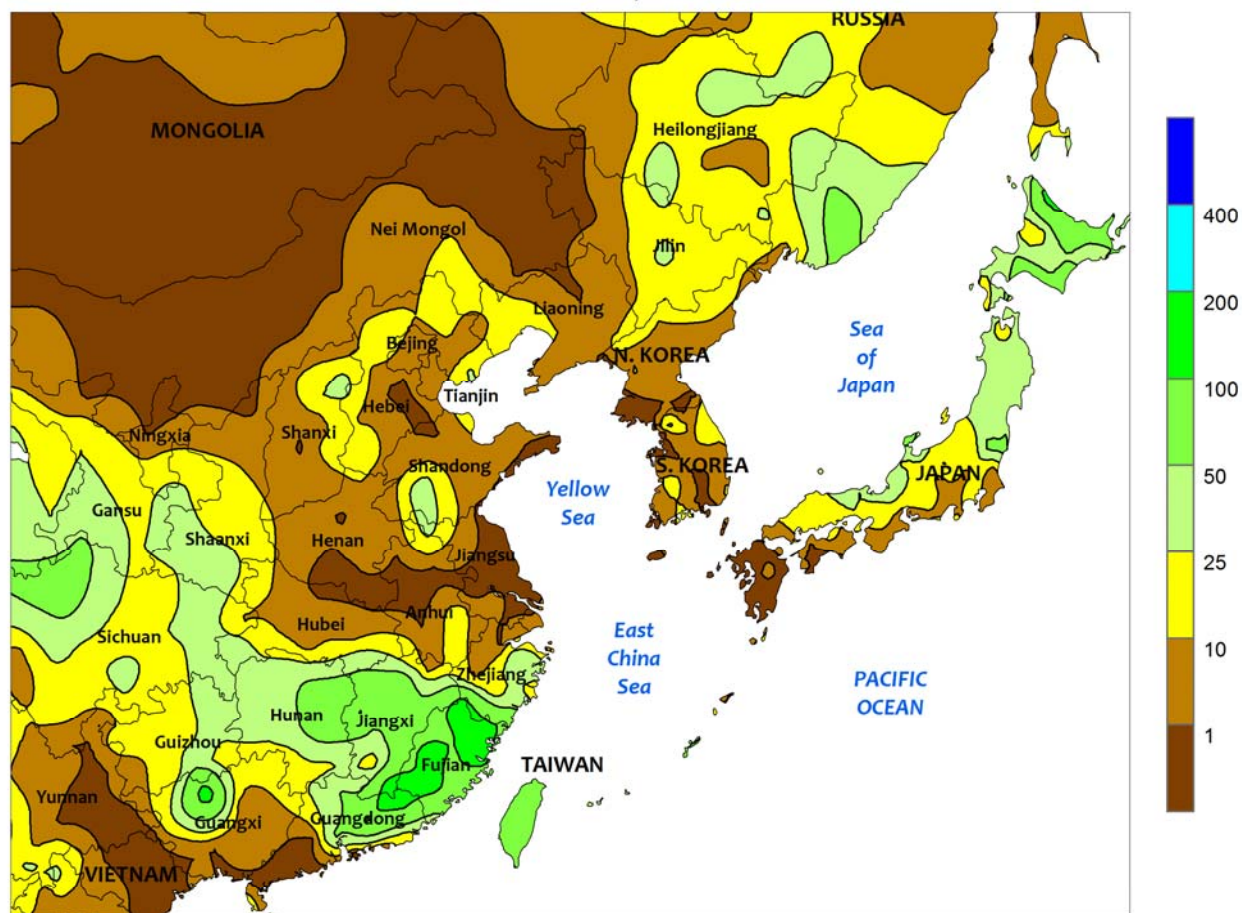 RUSSIA
MONGOLIA
Heilongjiang
400
Nei Mongol
200
Jilin
Liaoning
Sea
of
Japan
Bejing
N. KOREA
100
Tianjin
Hebei
Ningxia
Shanxi
Shandong
S. KOREA
JAPAN
50
Yellow
Sea
Gansu
Shaanxi
Henan
Jiangsu
25
Anhui
Hubei
Sichuan
East
China
Sea
10
Zhejiang
PACIFIC
OCEAN
Hunan
Jiangxi
Guizhou
1
Fujian
TAIWAN
Yunnan
Guangxi
Guangdong
VIETNAM